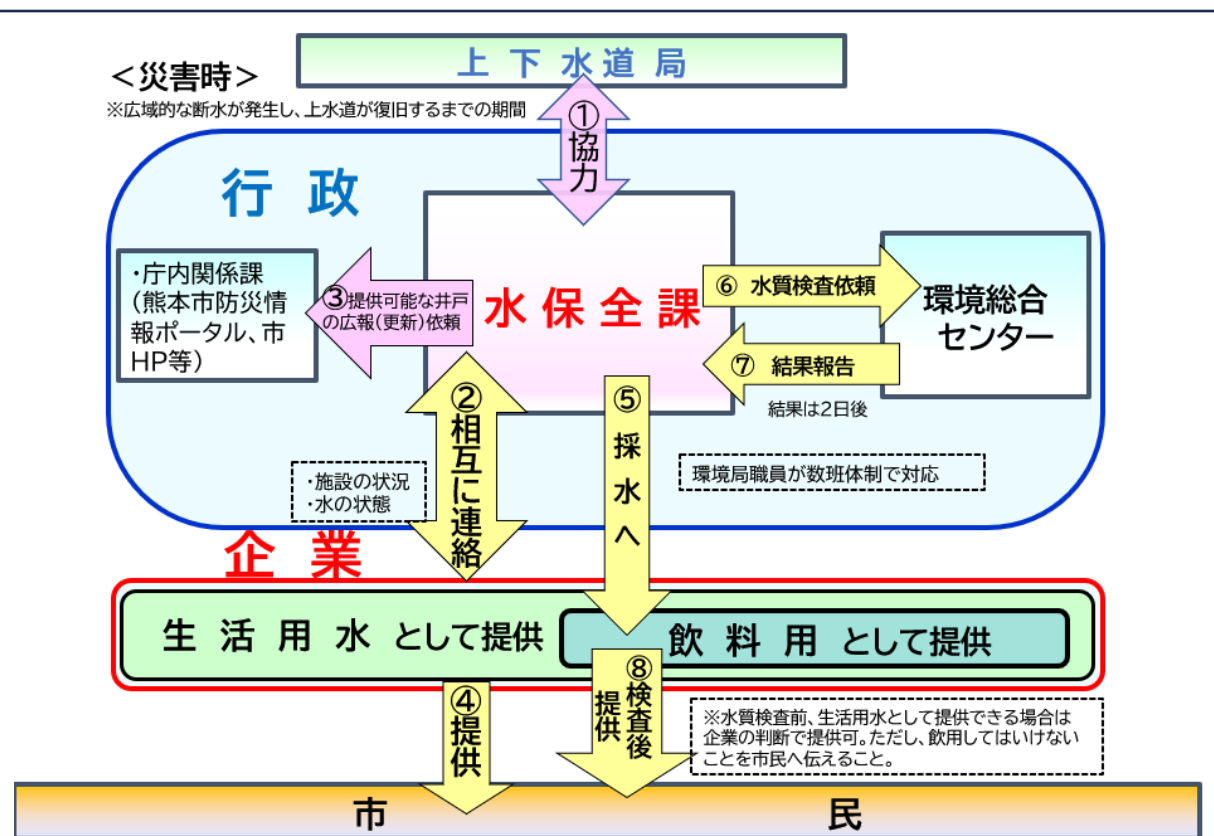 上下水道局
＜災害時＞
※広域的な断水が発生し、上水道が復旧するまでの期間
①協力
行政
・庁内関係課
（熊本市防災情
報ポータル、市
HP等）
③提供可能な井戸
の広報（更新）依頼
水保全課
⑥ 水質検査依頼
環境総合
センター
⑦ 結果報告
結果は2日後
②相互に連絡
⑤採水へ
・施設の状況
・水の状態
環境局職員が数班体制で対応
企業
生活用水として提供
飲料用として提供
④提供
⑧検査後
提供
※水質検査前、生活用水として提供できる場合は
企業の判断で提供可。ただし、飲用してはいけない
ことを市民へ伝えること。
市民